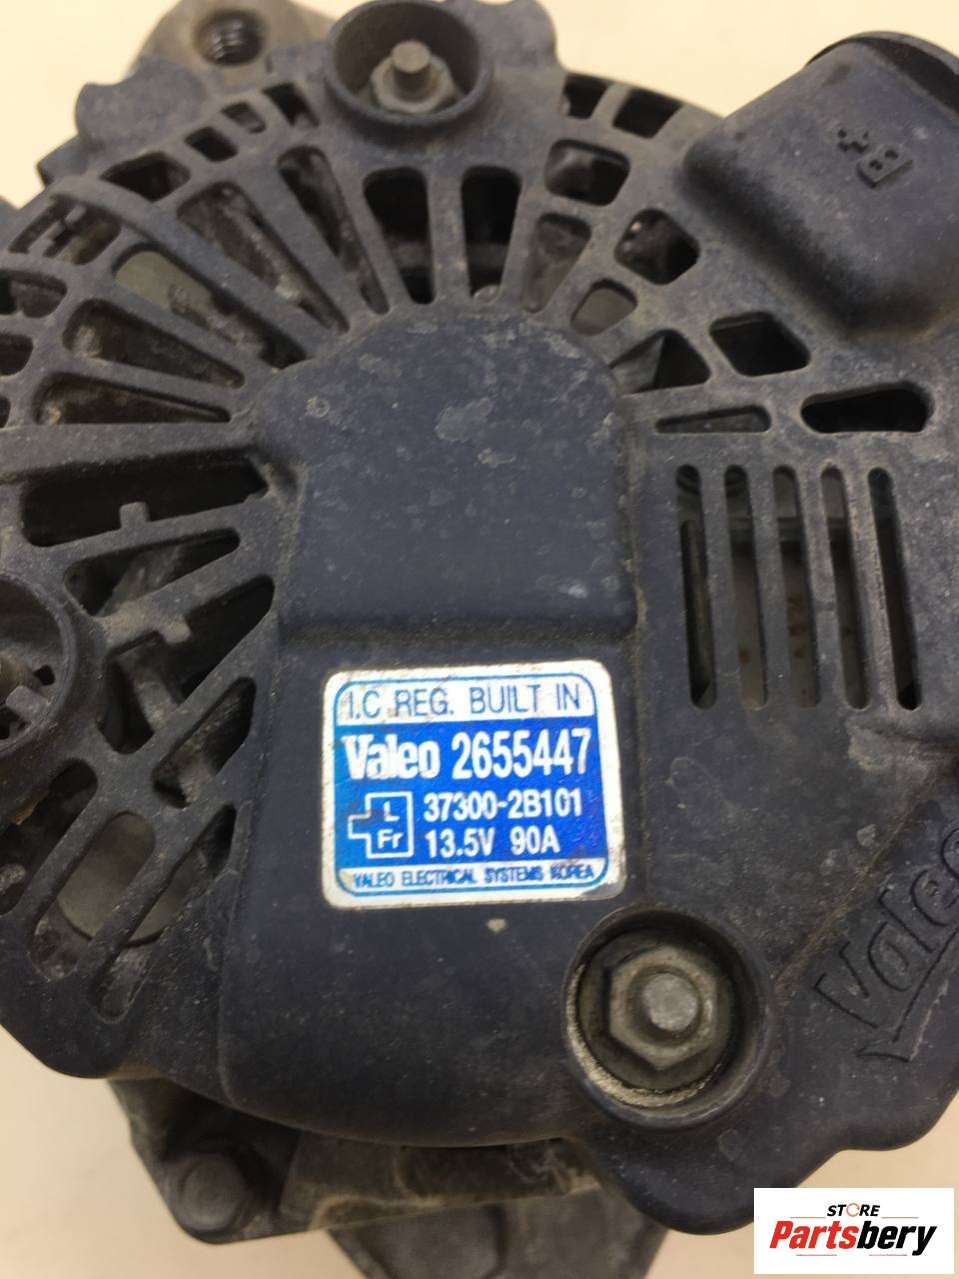 B+
I.C REG. BUILT IN
Valeo 2655447
L 37300-2B101
Fr 13.5V 90A
VALEO ELECTRICAL SYSTEMS KOREA
Valeo
STORE
Partsbery